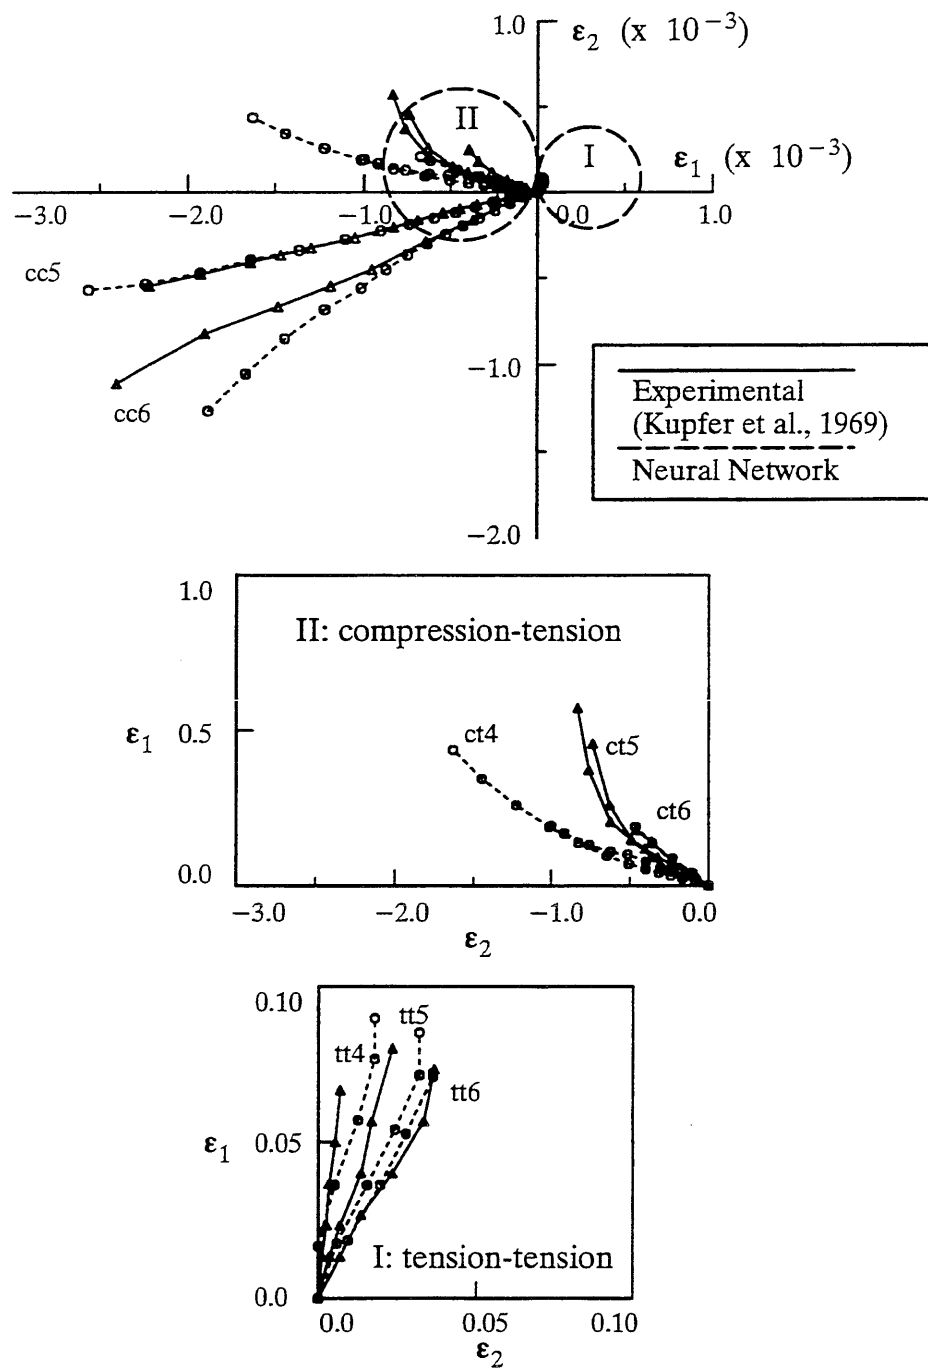 1.0
ε2 (x 10−3)
II
I
ε1 (x 10−3)
−3.0 −2.0 −1.0 0.0 1.0
cc5
cc6
−1.0
−2.0
Experimental
(Kupfer et al., 1969)
Neural Network
1.0
II: compression-tension
ε1 0.5
ct4
ct5
ct6
0.0
−3.0 −2.0 −1.0 0.0
ε2
0.10
tt5
tt4
tt6
ε1 0.05
I: tension-tension
0.0
0.0 0.05 0.10
ε2